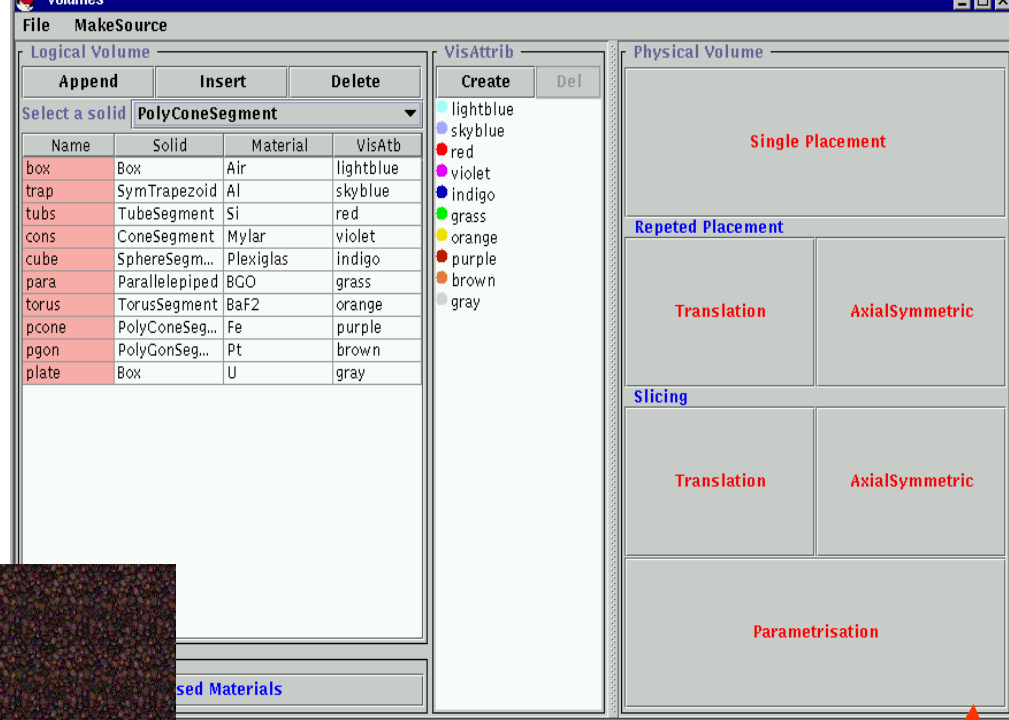 Volumes
File MakeSource
Logical Volume
Append Insert Delete
Select a solid PolyConeSegment
Name Solid Material VisAtb
box Box Air lightblue
trap SymTrapezoid Al skyblue
tubs TubeSegment Si red
cons ConeSegment Mylar violet
cube SphereSegm... Plexiglas indigo
para Parallelepiped BGO grass
torus TorusSegment BaF2 orange
pcone PolyConeSeg... Fe purple
pgon PolyGonSeg... Pt brown
plate Box U gray
sed Materials
VisAttrib
Create Del
lightblue
skyblue
red
violet
indigo
grass
orange
purple
brown
gray
Physical Volume
Single Placement
Repeted Placement
Translation AxialSymmetric
Slicing
Translation AxialSymmetric
Parametrisation